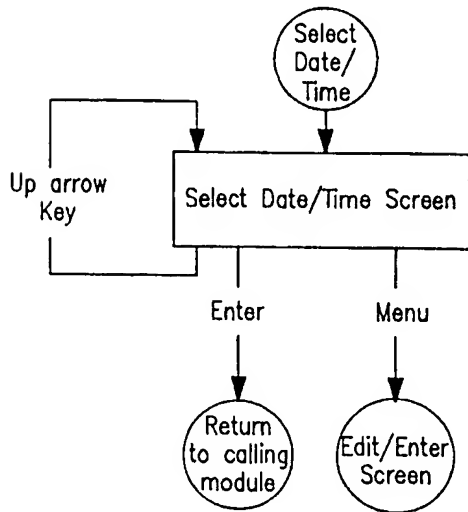 Select
Date/
Time
Up arrow
Key
Select Date/Time Screen
Enter
Menu
Return
to calling
module
Edit/Enter
Screen